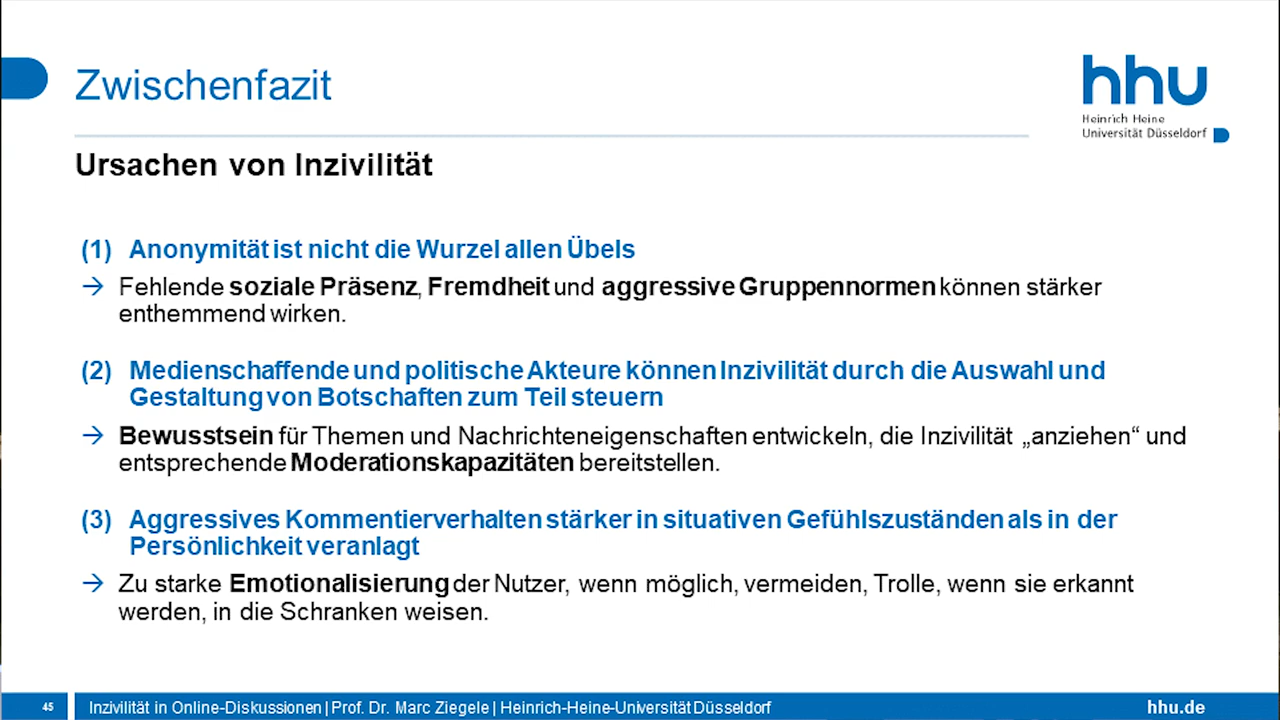 Zwischenfazit
hhu
Heinrich Heine
Universität Düsseldorf
Ursachen von Inzivilität
(1) Anonymität ist nicht die Wurzel allen Übels
→ Fehlende soziale Präsenz, Fremdheit und aggressive Gruppennormen können stärker
enthemmend wirken.
(2) Medienschaffende und politische Akteure können Inzivilität durch die Auswahl und
Gestaltung von Botschaften zum Teil steuern
→ Bewusstsein für Themen und Nachrichteneigenschaften entwickeln, die Inzivilität „anziehen“ und
entsprechende Moderationskapazitäten bereitstellen.
(3) Aggressives Kommentierverhalten stärker in situativen Gefühlszuständen als in der
Persönlichkeit veranlagt
→ Zu starke Emotionalisierung der Nutzer, wenn möglich, vermeiden, Trolle, wenn sie erkannt
werden, in die Schranken weisen.
45 Inzivilität in Online-Diskussionen | Prof. Dr. Marc Ziegele | Heinrich-Heine-Universität Düsseldorf hhu.de